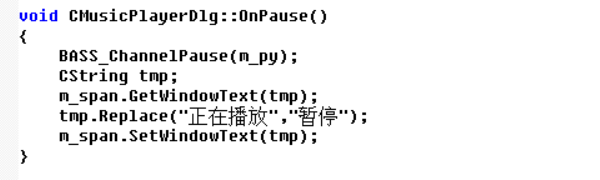 void CMusicPlayerDlg::OnPause()
{
BASS_ChannelPause(m_py);
CString tmp;
m_span.GetWindowText(tmp);
tmp.Replace("正在播放","暂停");
m_span.SetWindowText(tmp);
}